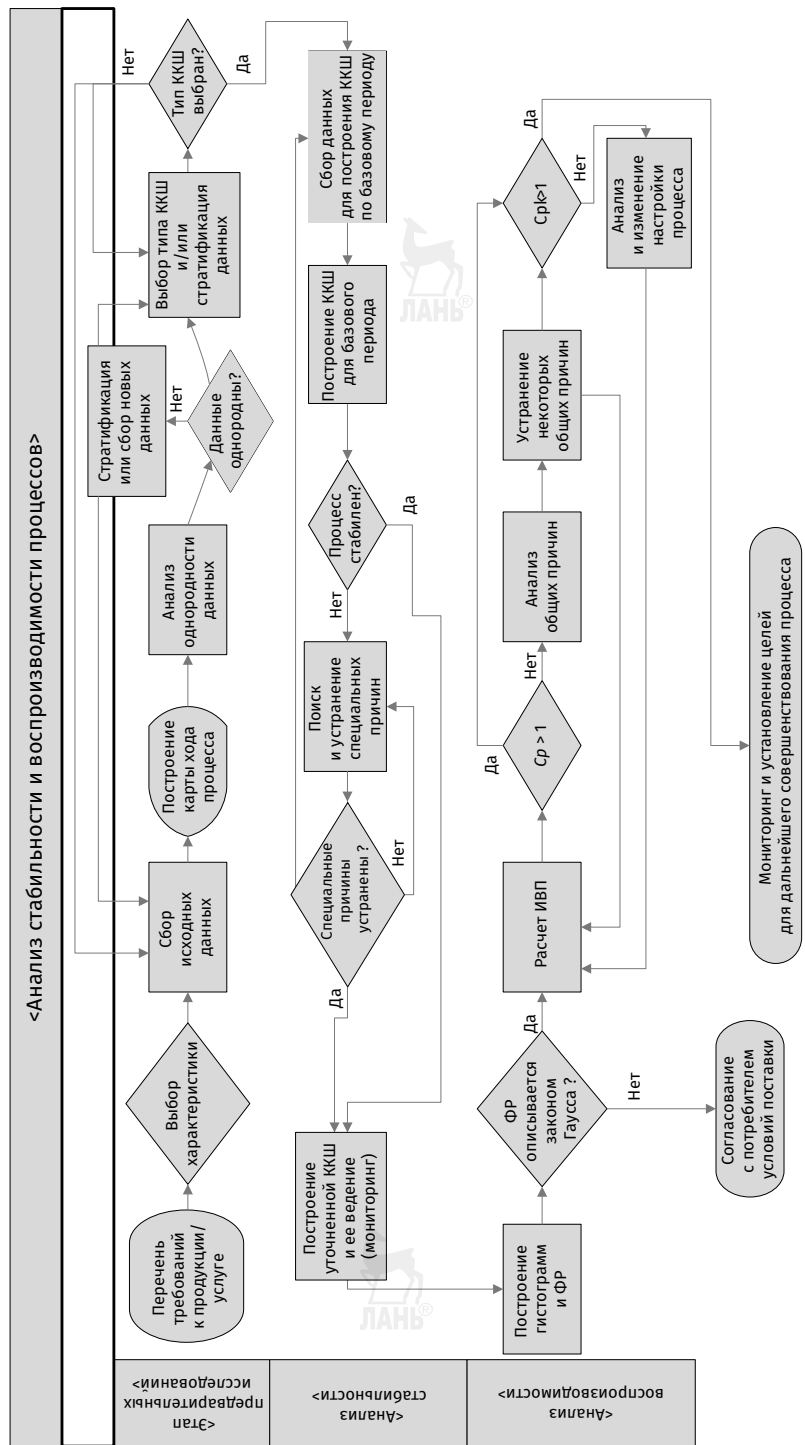 <Анализ стабильности и воспроизводимости процессов>
<Этап
предварительных
исследований>
Перечень
требований
к продукции/
услуге
Выбор
характеристики
Сбор
исходных
данных
Построение
карты хода
процесса
Анализ
однородности
данных
Данные
однородны?
Нет
Стратификация
или сбор новых
данных
Выбор типа ККШ
и/или
стратификация
данных
Тип ККШ
выбран?
Нет
Да
<Анализ
стабильности>
Сбор данных
для построения ККШ
по базовому периоду
Построение ККШ
для базового
периода
Процесс
стабилен?
Да
Нет
Поиск
и устранение
специальных
причин
Специальные
причины
устранены ?
Нет
Да
Построение
уточненной ККШ
и ее ведение
(мониторинг)
<Анализ
воспроизводимости>
Построение
гистограмм
и ФР
ФР
описывается
законом
Гаусса ?
Да
Нет
Согласование
с потребителем
условий поставки
Расчет ИВП
Cp > 1
Да
Нет
Анализ
общих причин
Устранение
некоторых
общих причин
Cpk>1
Да
Нет
Анализ
и изменение
настройки
процесса
Мониторинг и установление целей
для дальнейшего совершенствования процесса
ЛАНЬ®
ЛАНЬ®